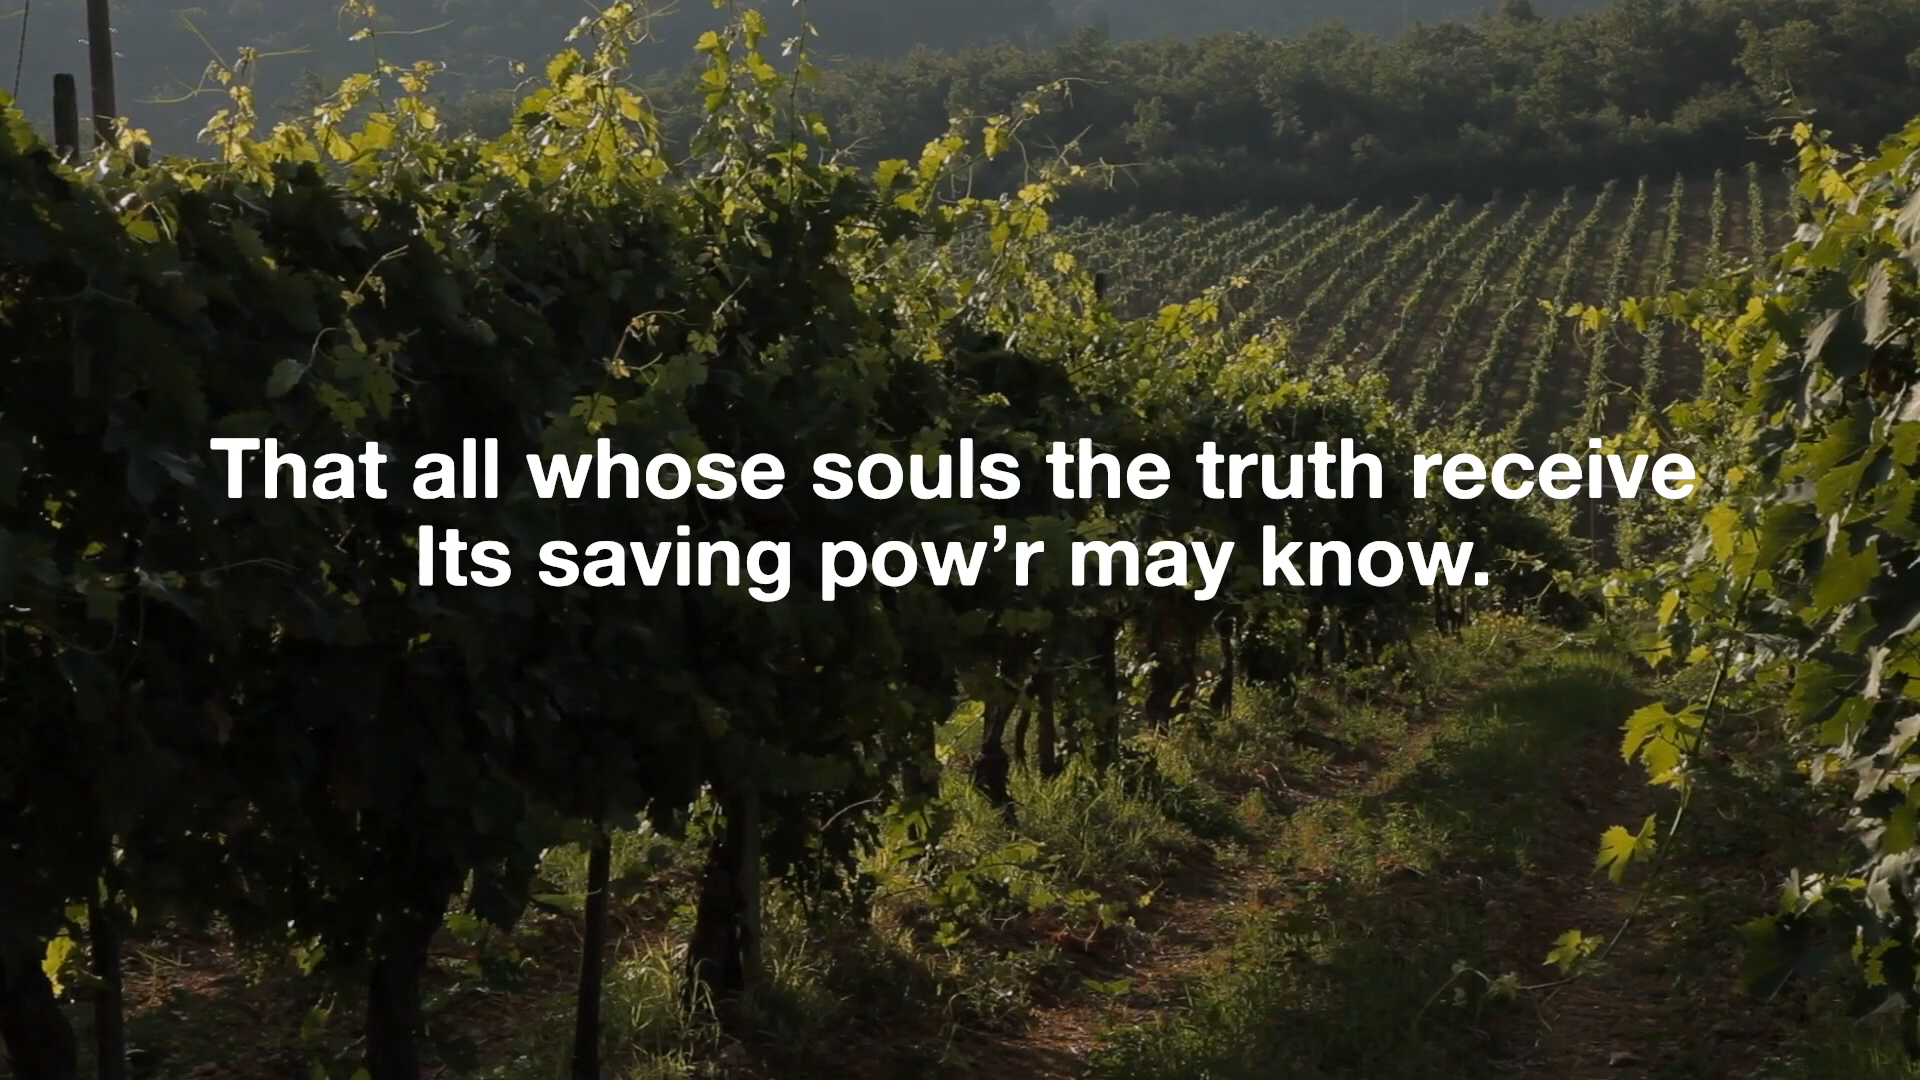 That all whose souls the truth receive
Its saving pow’r may know.